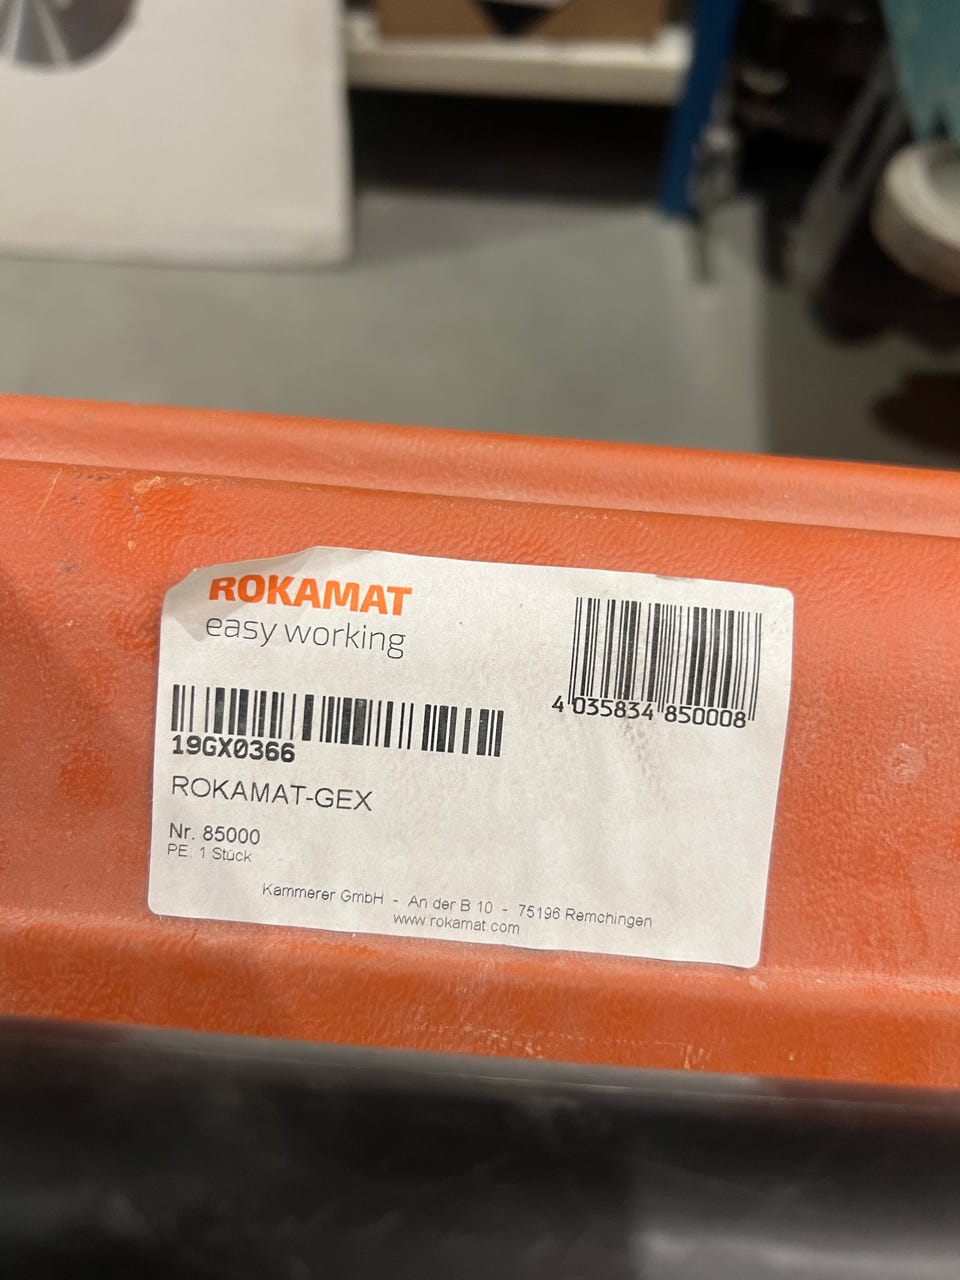 ROKAMAT
easy working
4 035834 850008
19GX0366
ROKAMAT-GEX
Nr. 85000
PE: 1 Stück
Kammerer GmbH - An der B 10 - 75196 Remchingen
www.rokamat.com